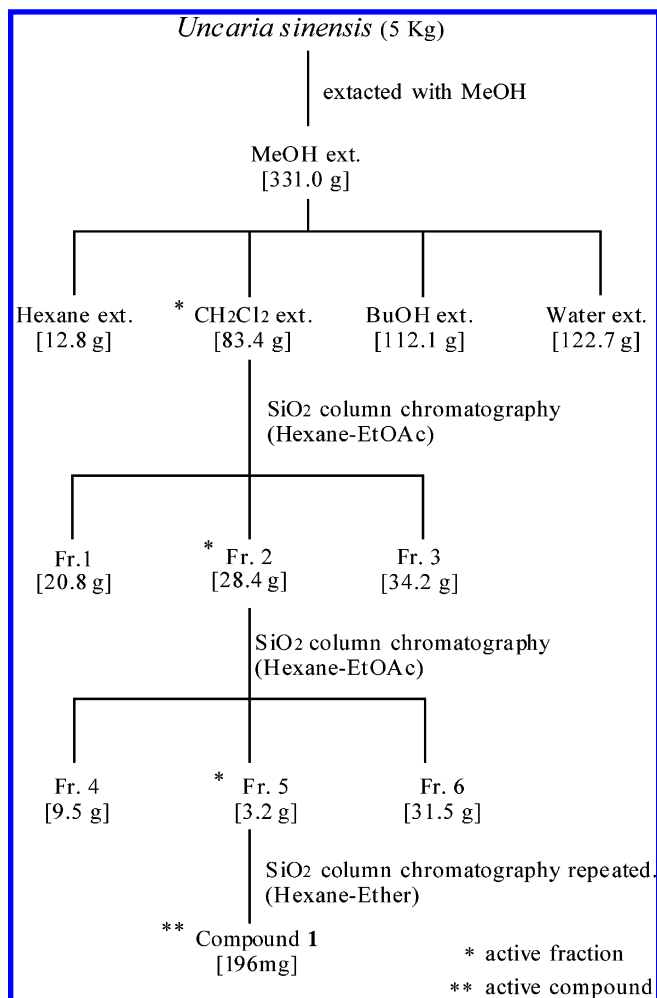 Uncaria sinensis (5 Kg)
extacted with MeOH
MeOH ext.
[331.0 g]
Hexane ext.
[12.8 g]
* CH2Cl2 ext.
[83.4 g]
BuOH ext.
[112.1 g]
Water ext.
[122.7 g]
SiO2 column chromatography
(Hexane-EtOAc)
Fr.1
[20.8 g]
* Fr. 2
[28.4 g]
Fr. 3
[34.2 g]
SiO2 column chromatography
(Hexane-EtOAc)
Fr. 4
[9.5 g]
* Fr. 5
[3.2 g]
Fr. 6
[31.5 g]
SiO2 column chromatography repeated.
(Hexane-Ether)
** Compound 1
[196mg]
* active fraction
** active compound